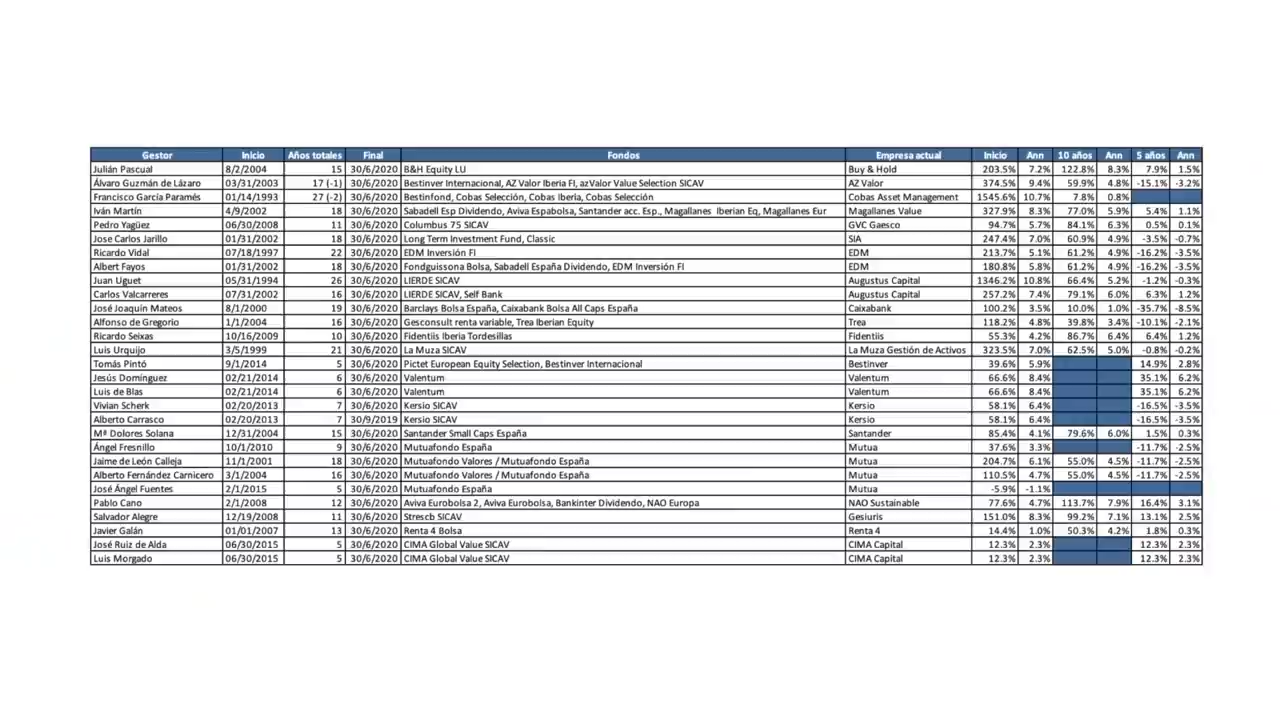 Gestor Inicio Años totales Final Fondos Empresa actual Inicio Ann 10 años Ann 5 años Ann
Julián Pascual 8/2/2004 15 30/6/2020 B&H Equity LU Buy & Hold 203.5% 7.2% 122.8% 8.3% 7.9% 1.5%
Álvaro Guzmán de Lázaro 03/31/2003 17 (-1) 30/6/2020 Bestinver Internacional, AZ Valor Iberia FI, azValor Value Selection SICAV AZ Valor 374.5% 9.4% 59.9% 4.8% -15.1% -3.2%
Francisco García Paramés 01/14/1993 27 (-2) 30/6/2020 Bestinfond, Cobas Selección, Cobas Iberia, Cobas Selección Cobas Asset Management 1545.6% 10.7% 7.8% 0.8%
Iván Martín 4/9/2002 18 30/6/2020 Sabadell Esp Dividendo, Aviva Espabolsa, Santander acc. Esp., Magallanes Iberian Eq, Magallanes Eur Magallanes Value 327.9% 8.3% 77.0% 5.9% 5.4% 1.1%
Pedro Yagüez 06/30/2008 11 30/6/2020 Columbus 75 SICAV GVC Gaesco 94.7% 5.7% 84.1% 6.3% 0.5% 0.1%
Jose Carlos Jarillo 01/31/2002 18 30/6/2020 Long Term Investment Fund, Classic SIA 247.4% 7.0% 60.9% 4.9% -3.5% -0.7%
Ricardo Vidal 07/18/1997 22 30/6/2020 EDM Inversión FI EDM 213.7% 5.1% 61.2% 4.9% -16.2% -3.5%
Albert Fayos 01/31/2002 18 30/6/2020 Fondguissona Bolsa, Sabadell España Dividendo, EDM Inversión FI EDM 180.8% 5.8% 61.2% 4.9% -16.2% -3.5%
Juan Uguet 05/31/1994 26 30/6/2020 LIERDE SICAV Augustus Capital 1346.2% 10.8% 66.4% 5.2% -1.2% -0.3%
Carlos Valcarreres 07/31/2002 16 30/6/2020 LIERDE SICAV, Self Bank Augustus Capital 257.2% 7.4% 79.1% 6.0% 6.3% 1.2%
José Joaquín Mateos 8/1/2000 19 30/6/2020 Barclays Bolsa España, Caixabank Bolsa All Caps España Caixabank 100.2% 3.5% 10.0% 1.0% -35.7% -8.5%
Alfonso de Gregorio 1/1/2004 16 30/6/2020 Gesconsult renta variable, Trea Iberian Equity Trea 118.2% 4.8% 39.8% 3.4% -10.1% -2.1%
Ricardo Seixas 10/16/2009 10 30/6/2020 Fidentiis Iberia Tordesillas Fidentiis 55.3% 4.2% 86.7% 6.4% 6.4% 1.2%
Luis Urquijo 3/5/1999 21 30/6/2020 La Muza SICAV La Muza Gestión de Activos 323.5% 7.0% 62.5% 5.0% -0.8% -0.2%
Tomás Pintó 9/1/2014 5 30/6/2020 Pictet European Equity Selection, Bestinver Internacional Bestinver 39.6% 5.9% 14.9% 2.8%
Jesús Domínguez 02/21/2014 6 30/6/2020 Valentum Valentum 66.6% 8.4% 35.1% 6.2%
Luis de Blas 02/21/2014 6 30/6/2020 Valentum Valentum 66.6% 8.4% 35.1% 6.2%
Vivian Scherk 02/20/2013 7 30/6/2020 Kersio SICAV Kersio 58.1% 6.4% -16.5% -3.5%
Alberto Carrasco 02/20/2013 7 30/9/2019 Kersio SICAV Kersio 58.1% 6.4% -16.5% -3.5%
Mª Dolores Solana 12/31/2004 15 30/6/2020 Santander Small Caps España Santander 85.4% 4.1% 79.6% 6.0% 1.5% 0.3%
Ángel Fresnillo 10/1/2010 9 30/6/2020 Mutuafondo España Mutua 37.6% 3.3% -11.7% -2.5%
Jaime de León Calleja 11/1/2001 18 30/6/2020 Mutuafondo Valores / Mutuafondo España Mutua 204.7% 6.1% 55.0% 4.5% -11.7% -2.5%
Alberto Fernández Carnicero 3/1/2004 16 30/6/2020 Mutuafondo Valores / Mutuafondo España Mutua 110.5% 4.7% 55.0% 4.5% -11.7% -2.5%
José Ángel Fuentes 2/1/2015 5 30/6/2020 Mutuafondo España Mutua -5.9% -1.1%
Pablo Cano 2/1/2008 12 30/6/2020 Aviva Eurobolsa 2, Aviva Eurobolsa, Bankinter Dividendo, NAO Europa NAO Sustainable 77.6% 4.7% 113.7% 7.9% 16.4% 3.1%
Salvador Alegre 12/19/2008 11 30/6/2020 Strescb SICAV Gesiuris 151.0% 8.3% 99.2% 7.1% 13.1% 2.5%
Javier Galán 01/01/2007 13 30/6/2020 Renta 4 Bolsa Renta 4 14.4% 1.0% 50.3% 4.2% 1.8% 0.3%
José Ruiz de Alda 06/30/2015 5 30/6/2020 CIMA Global Value SICAV CIMA Capital 12.3% 2.3% 12.3% 2.3%
Luis Morgado 06/30/2015 5 30/6/2020 CIMA Global Value SICAV CIMA Capital 12.3% 2.3% 12.3% 2.3%